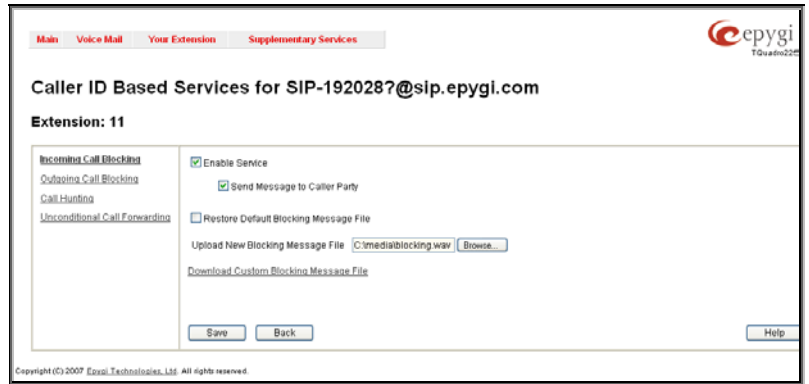 Main Voice Mail Your Extension Supplementary Services
epygi
Caller ID Based Services for SIP-192028?@sip.epygi.com
Extension: 11
Incoming Call Blocking
Outgoing Call Blocking
Call Hunting
Unconditional Call Forwarding
Enable Service
Send Message to Caller Party
Restore Default Blocking Message File
Upload New Blocking Message File C:\media\blocking.wav Browse...
Download Custom Blocking Message File
Save Back Help
Copyright (C) 2007 Epygi Technologies, Ltd. All rights reserved.